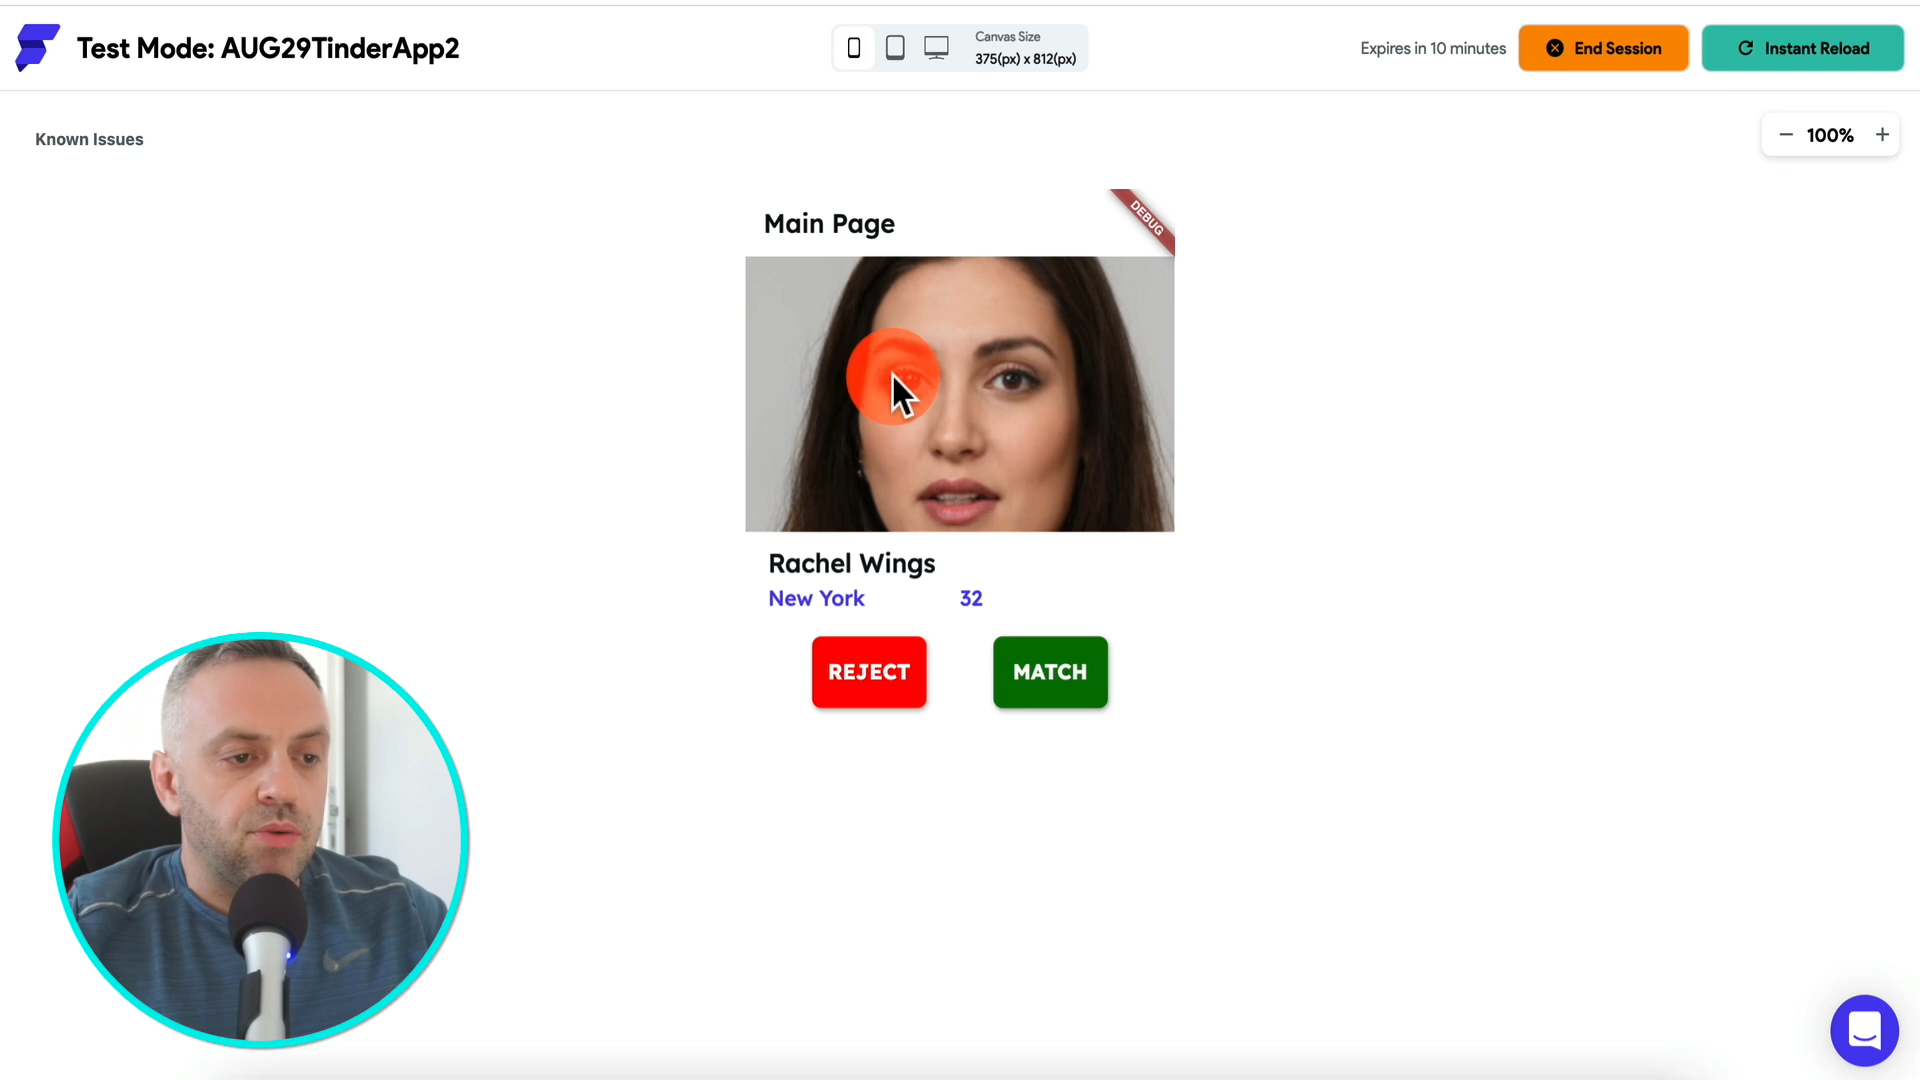 Test Mode: AUG29TinderApp2
Canvas Size
375(px) x 812(px)
Expires in 10 minutes
End Session
Instant Reload
Known Issues
100%
Main Page
DEBUG
Rachel Wings
New York 32
REJECT
MATCH